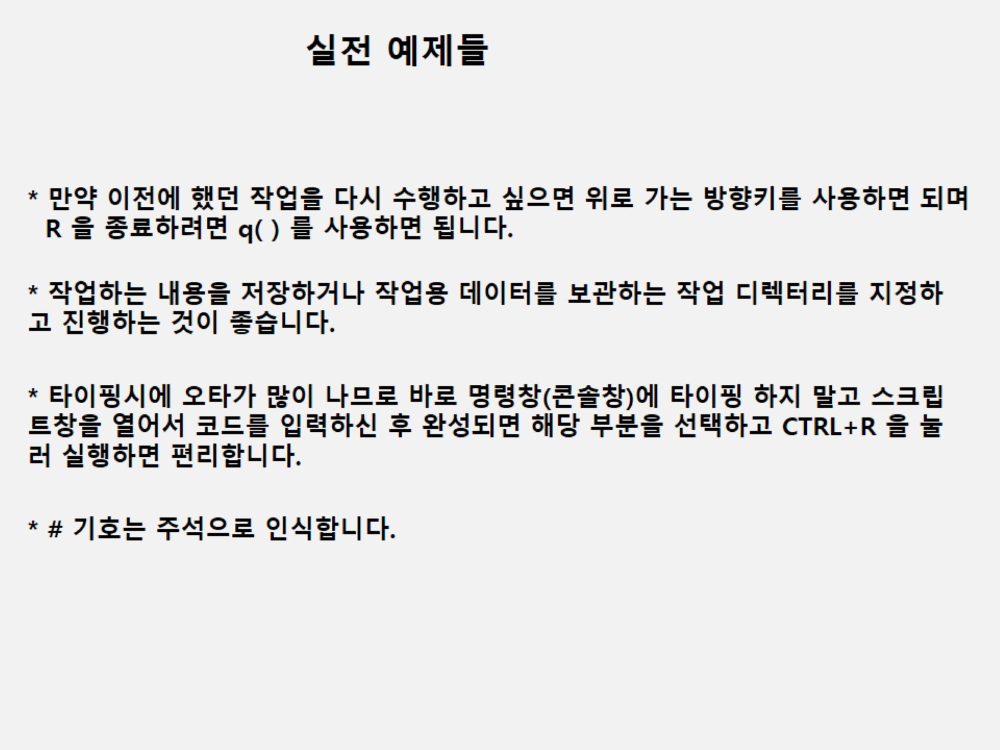 실전 예제들
* 만약 이전에 했던 작업을 다시 수행하고 싶으면 위로 가는 방향키를 사용하면 되며
R 을 종료하려면 q( ) 를 사용하면 됩니다.
* 작업하는 내용을 저장하거나 작업용 데이터를 보관하는 작업 디렉터리를 지정하
고 진행하는 것이 좋습니다.
* 타이핑시에 오타가 많이 나므로 바로 명령창(콘솔창)에 타이핑 하지 말고 스크립
트창을 열어서 코드를 입력하신 후 완성되면 해당 부분을 선택하고 CTRL+R 을 눌
러 실행하면 편리합니다.
* # 기호는 주석으로 인식합니다.